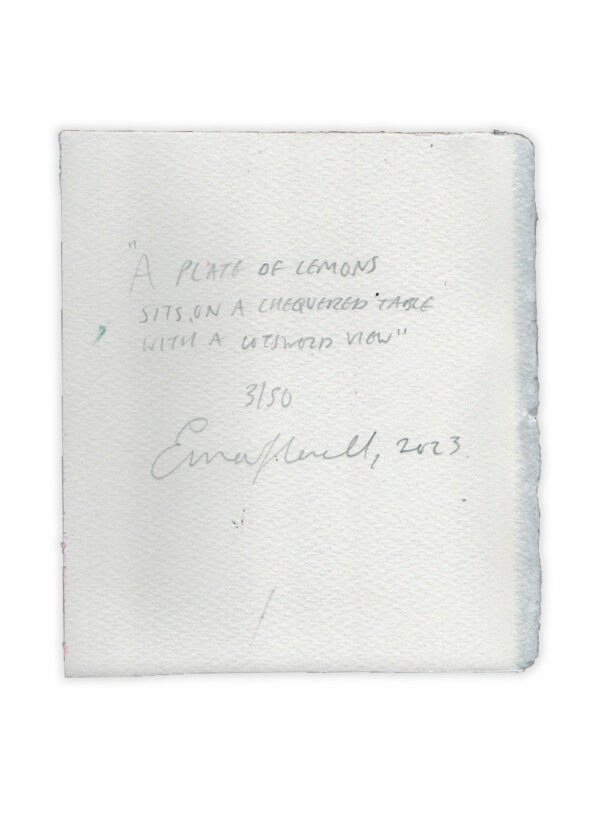 "A PLATE OF LEMONS
SITS ON A CHEQUERED TABLE
WITH A COTSWOLD VIEW"
3/50
2023